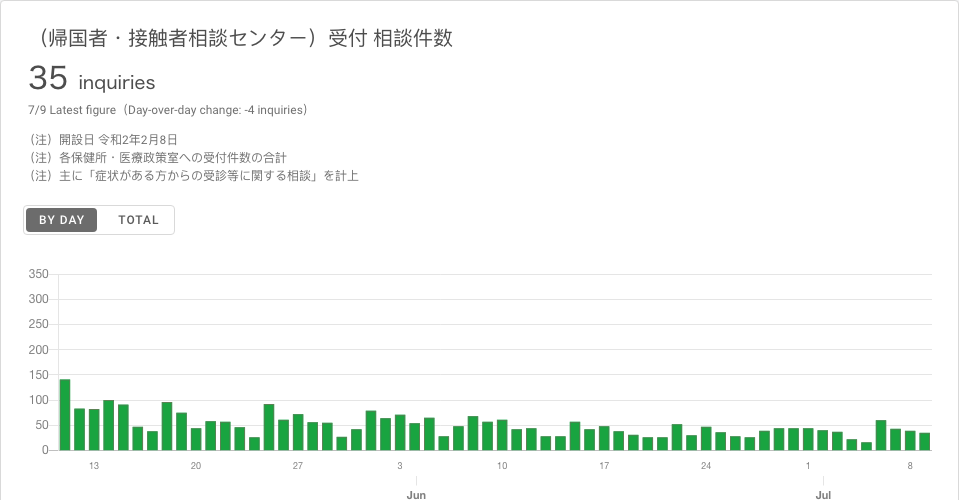 （帰国者・接触者相談センター）受付 相談件数
35 inquiries
7/9 Latest figure（Day-over-day change: -4 inquiries）
（注）開設日 令和2年2月8日
（注）各保健所・医療政策室への受付件数の合計
（注）主に「症状がある方からの受診等に関する相談」を計上
BY DAY TOTAL
350
300
250
200
150
100
50
0
13 20 27 3 10 17 24 1 8
Jun Jul